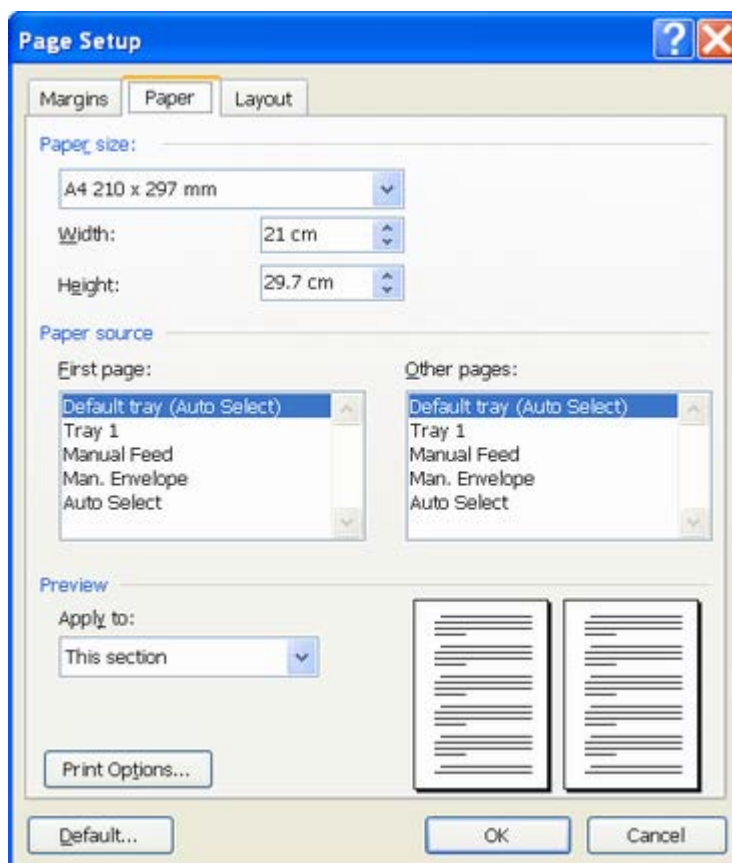 Page Setup
Margins Paper Layout
Paper size:
A4 210 x 297 mm
Width: 21 cm
Height: 29.7 cm
Paper source
First page: Other pages:
Default tray (Auto Select) Default tray (Auto Select)
Tray 1 Tray 1
Manual Feed Manual Feed
Man. Envelope Man. Envelope
Auto Select Auto Select
Preview
Apply to:
This section
Print Options...
Default... OK Cancel